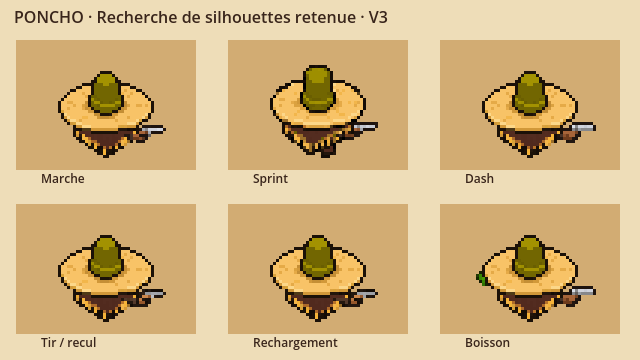 PONCHO · Recherche de silhouettes retenue · V3
Marche
Sprint
Dash
Tir / recul
Rechargement
Boisson